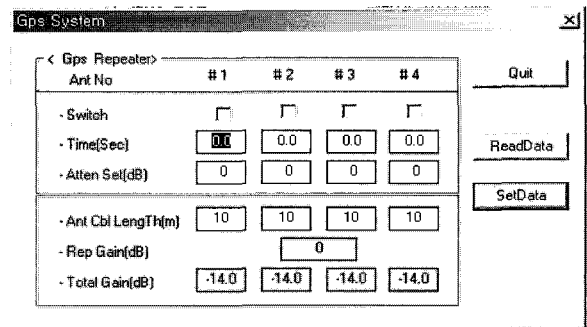 Gps System
< Gps Repeater>
Ant No #1 #2 #3 #4
Quit
- Switch
- Time(Sec) 0.0 0.0 0.0 0.0
ReadData
- Atten Set(dB) 0 0 0 0
SetData
- Ant Cbl LengTh(m) 10 10 10 10
- Rep Gain(dB) 0
- Total Gain(dB) -14.0 -14.0 -14.0 -14.0